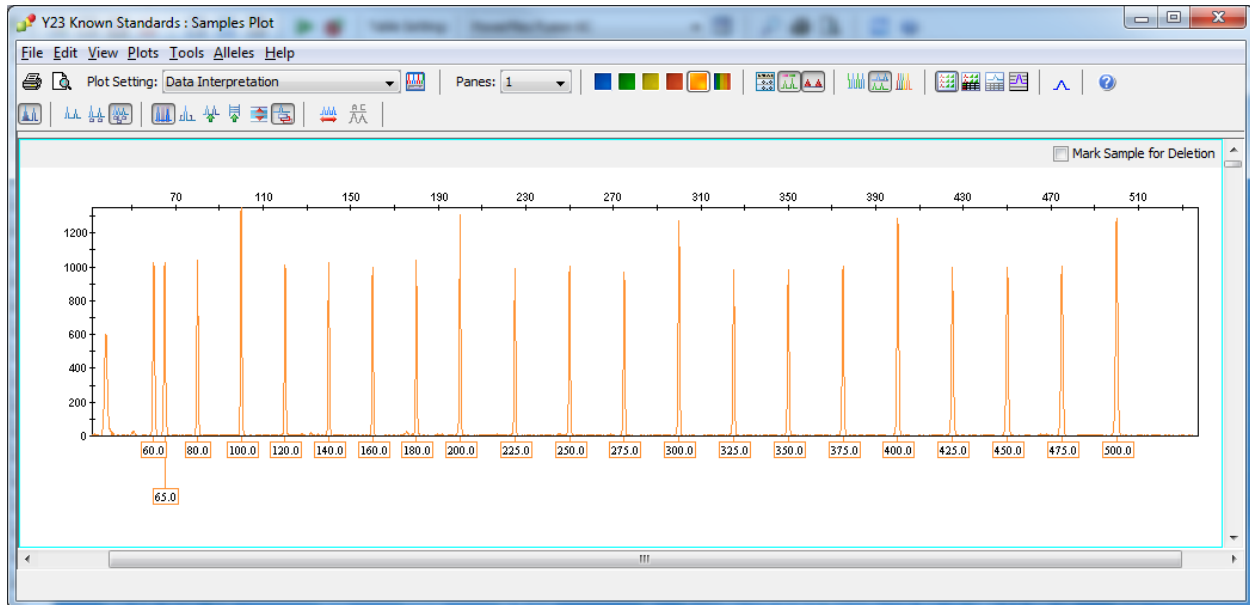 Y23 Known Standards : Samples Plot
File Edit View Plots Tools Alleles Help
Plot Setting: Data Interpretation Panes: 1
Mark Sample for Deletion
70 110 150 190 230 270 310 350 390 430 470 510
1200
1000
800
600
400
200
0
60.0 80.0 100.0 120.0 140.0 160.0 180.0 200.0 225.0 250.0 275.0 300.0 325.0 350.0 375.0 400.0 425.0 450.0 475.0 500.0
65.0